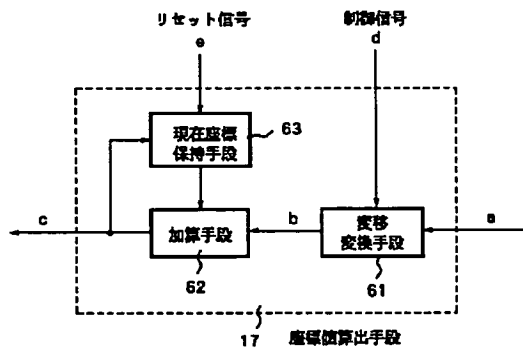 リセット信号
e
制御信号
d
現在座標
保持手段
63
c
加算手段
62
b
変移
変換手段
61
a
17
座標値算出手段